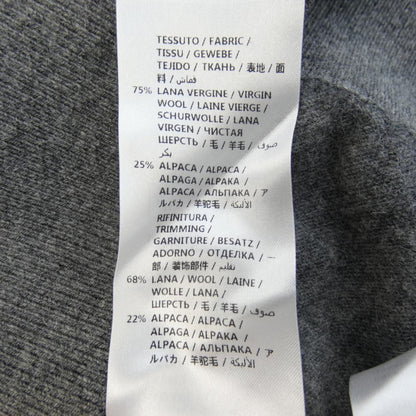 TESSUTO / FABRIC /
TISSU / GEWEBE /
TEJIDO / ТКАНЬ / 表地 / 面
料 / قماش /
75% LANA VERGINE / VIRGIN
WOOL / LAINE VIERGE /
SCHURWOLLE / LANA
VIRGEN / ЧИСТАЯ
ШЕРСТЬ / 毛 / 羊毛 / صوف
بكر
25% ALPACA / ALPACA /
ALPAGA / ALPAKA /
ALPACA / АЛЬПАКА / ア
ルパカ / 羊驼毛 / الألبكة
RIFINITURA /
TRIMMING /
GARNITURE / BESATZ /
ADORNO / ОТДЕЛКА / 一
部 / 装饰部件 / تقليم
68% LANA / WOOL / LAINE /
WOLLE / LANA /
ШЕРСТЬ / 毛 / 羊毛 / صوف
22% ALPACA / ALPACA /
ALPAGA / ALPAKA /
ALPACA / АЛЬПАКА / ア
ルパカ / 羊驼毛 / الألبكة